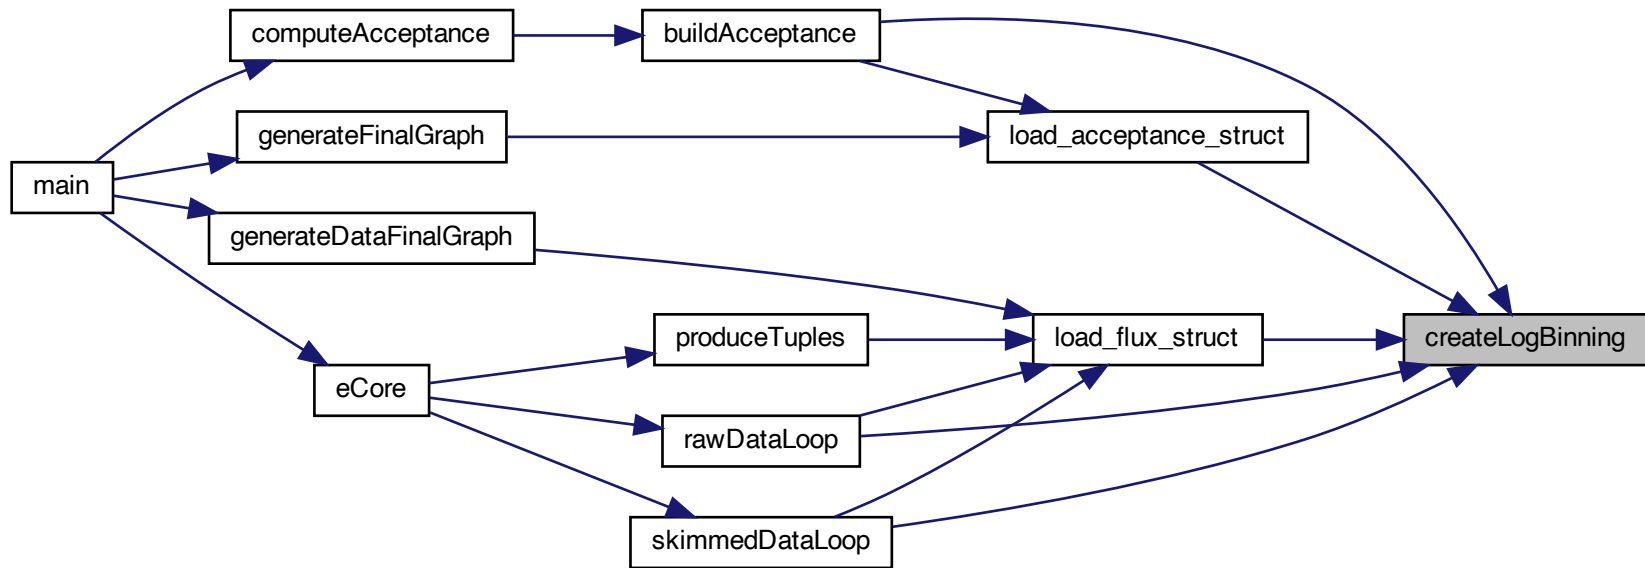 computeAcceptance
buildAcceptance
generateFinalGraph
load_acceptance_struct
main
generateDataFinalGraph
produceTuples
load_flux_struct
createLogBinning
eCore
rawDataLoop
skimmedDataLoop